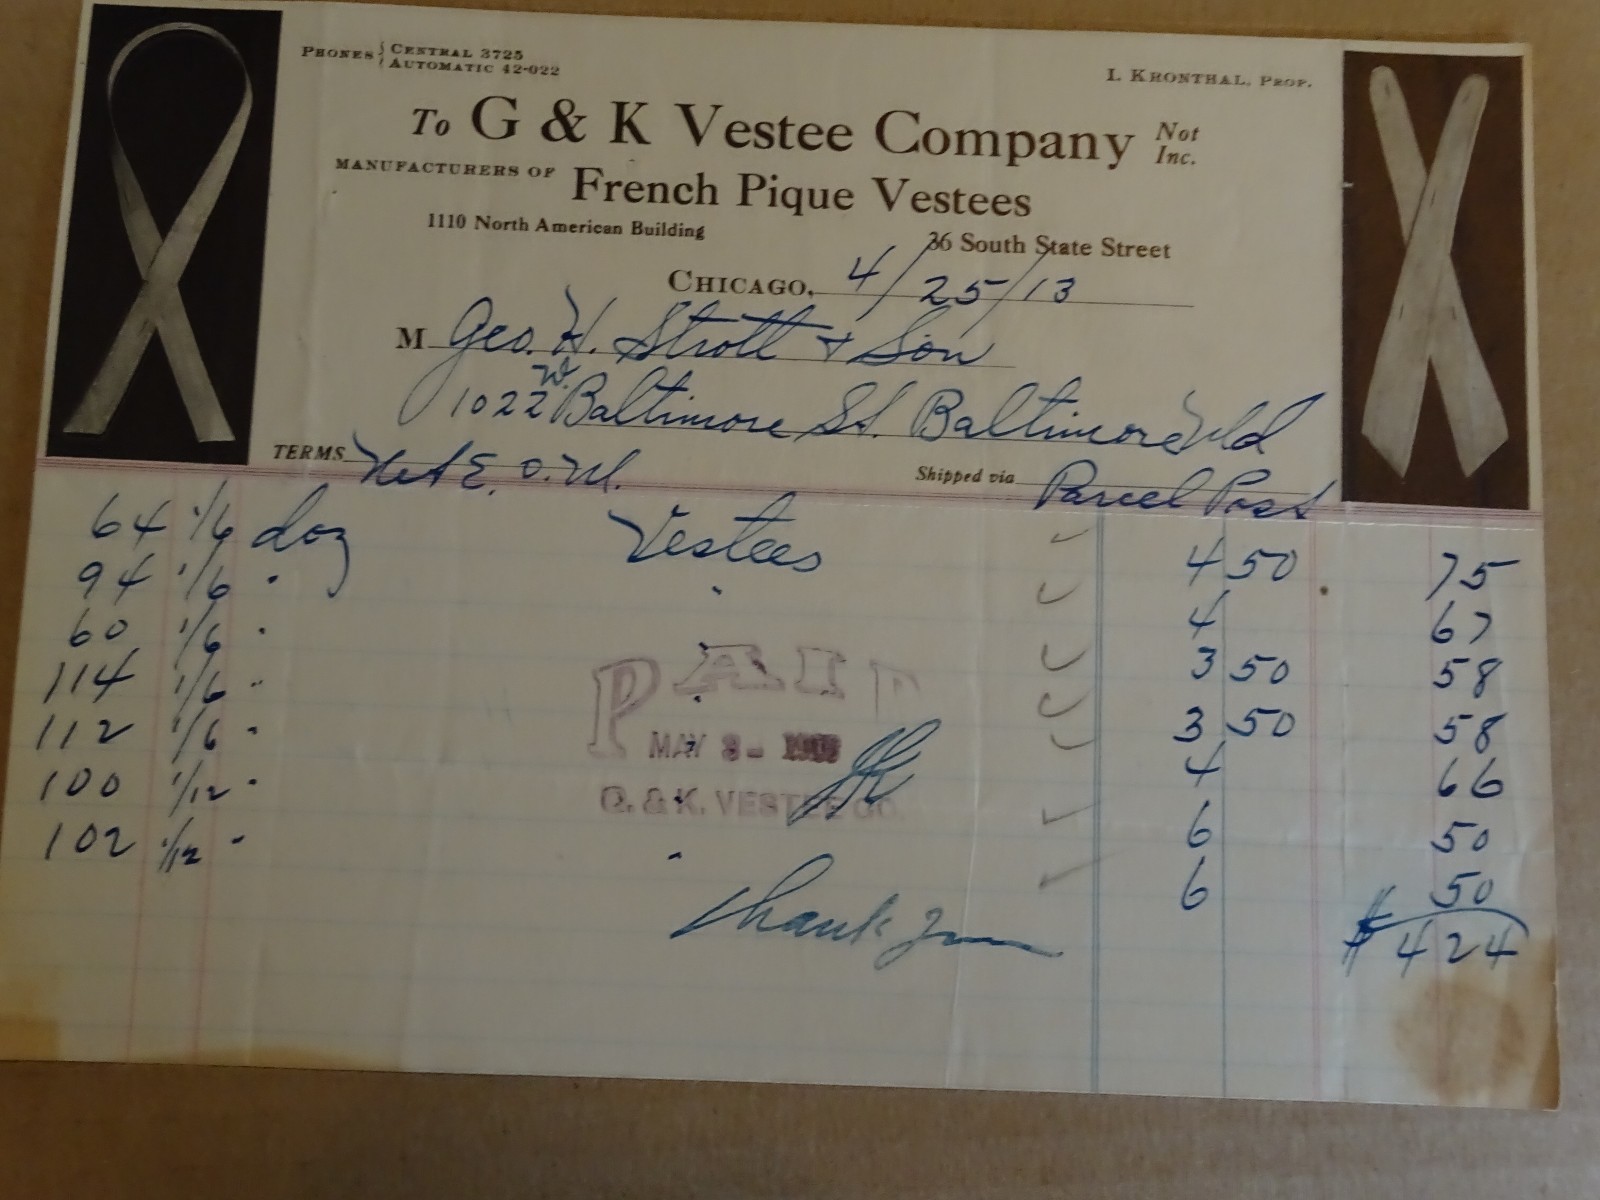 PHONES { CENTRAL 3725
AUTOMATIC 42-022
I. KRONTHAL, PROP.
To G & K Vestee Company Not Inc.
MANUFACTURERS OF French Pique Vestees
1110 North American Building 36 South State Street
CHICAGO, 4/25/13
M Geo. H. Strott & Son
1022 W. Baltimore St. Baltimore Md
TERMS Net E.O.M. Shipped via Parcel Post
64 1/6 doz Vestees 4 50 75
94 1/6 " " 4 67
60 1/6 " " 3 50 58
114 1/6 " " 3 50 58
112 1/6 " " 4 66
100 1/12 " " 6 50
102 1/12 " " 6 50
$ 424
PAID
MAY
G. & K. VESTEE CO.
Thank You